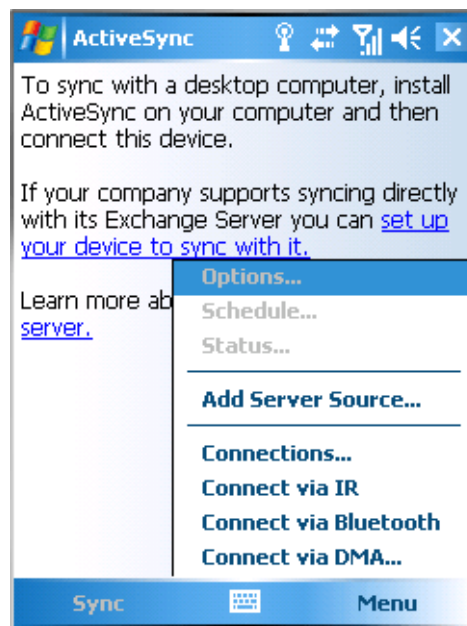 ActiveSync
To sync with a desktop computer, install
ActiveSync on your computer and then
connect this device.
If your company supports syncing directly
with its Exchange Server you can set up
your device to sync with it.
Learn more ab
server.
Options...
Schedule...
Status...
Add Server Source...
Connections...
Connect via IR
Connect via Bluetooth
Connect via DMA...
Sync
Menu